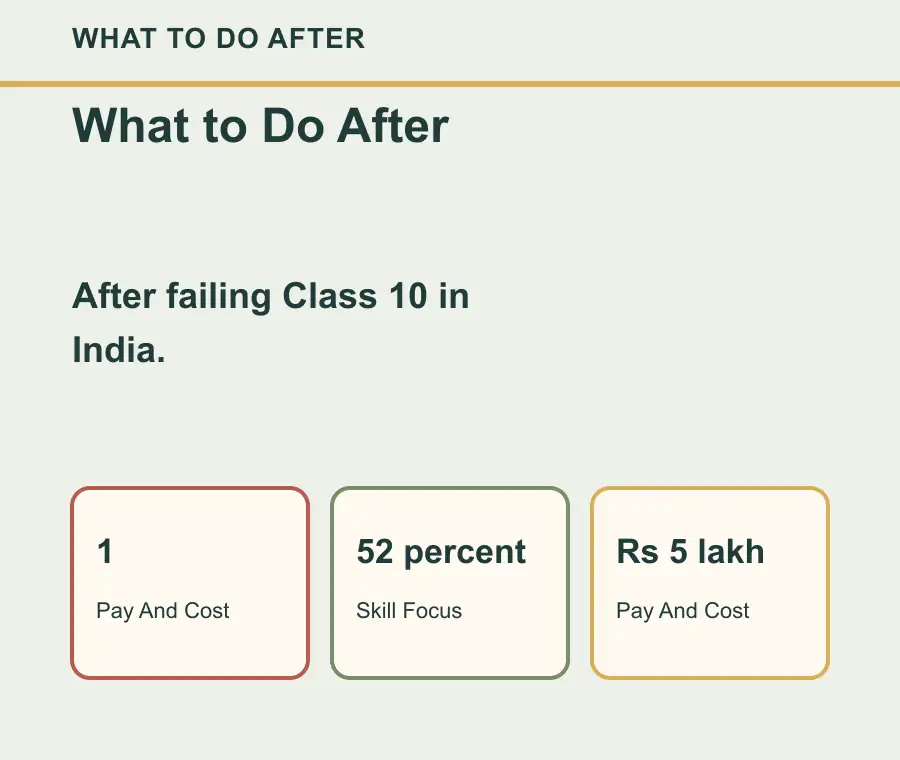 WHAT TO DO AFTER
What to Do After
After failing Class 10 in
India.
1
Pay And Cost
52 percent
Skill Focus
Rs 5 lakh
Pay And Cost